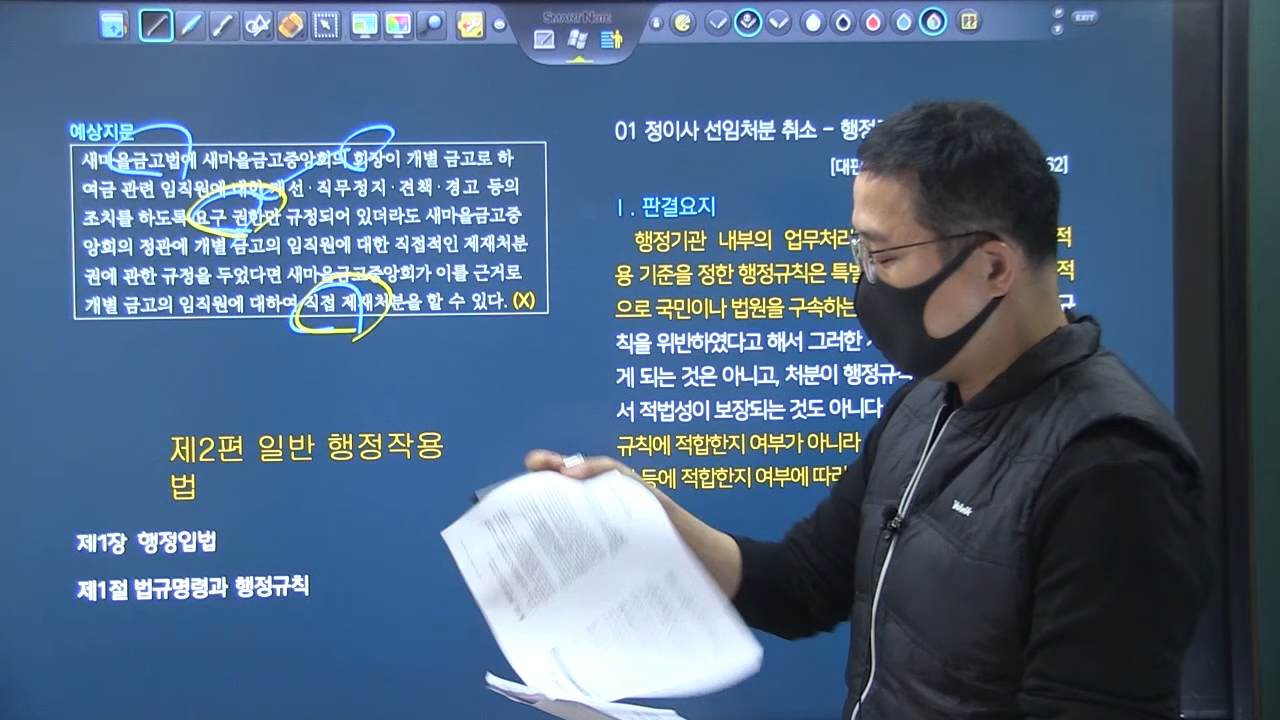 SMARTNOTE
EXIT
예상지문
새마을금고법에 새마을금고중앙회의 회장이 개별 금고로 하
여금 관련 임직원에 대한 개선·직무정지·견책·경고 등의
조치를 하도록 요구 권한만 규정되어 있더라도 새마을금고중
앙회의 정관에 개별 금고의 임직원에 대한 직접적인 제재처분
권에 관한 규정을 두었다면 새마을금고중앙회가 이를 근거로
개별 금고의 임직원에 대하여 직접 제재처분을 할 수 있다. (X)
제2편 일반 행정작용
법
제1장 행정입법
제1절 법규명령과 행정규칙
01 정이사 선임처분 취소 – 행정
[대판 62]
Ⅰ. 판결요지
행정기관 내부의 업무처리 적
용 기준을 정한 행정규칙은 특별 적
으로 국민이나 법원을 구속하는 규
칙을 위반하였다고 해서 그러한
게 되는 것은 아니고, 처분이 행정규칙
서 적법성이 보장되는 것도 아니다
규칙에 적합한지 여부가 아니라
등에 적합한지 여부에 따라